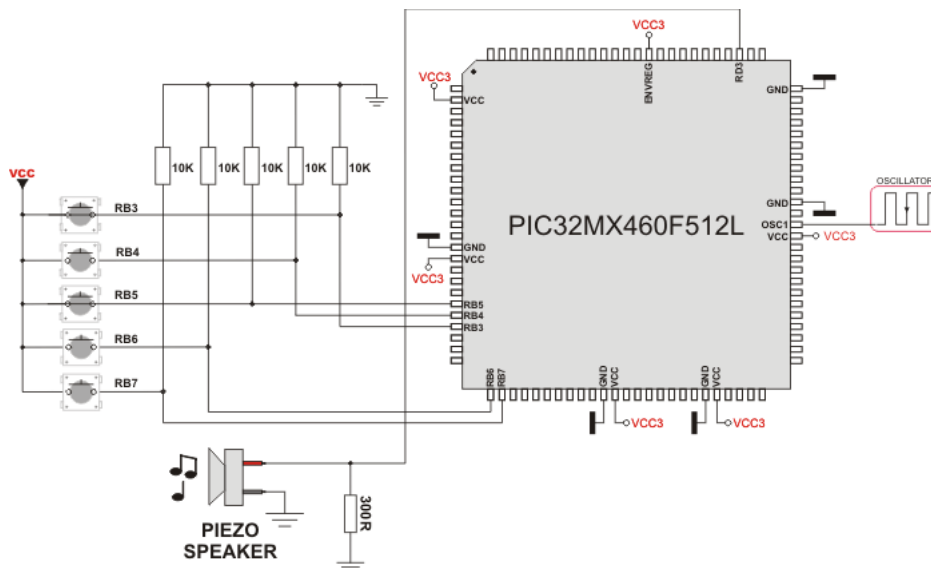 VCC3
VCC3
ENVREG
RD3
VCC
GND
10K
10K
10K
10K
10K
vcc
RB3
RB4
RB5
RB6
RB7
PIC32MX460F512L
OSCILLATOR
GND
OSC1
VCC
VCC3
GND
VCC
VCC3
RB5
RB4
RB3
RB6
RB7
GND
VCC
GND
VCC
VCC3
VCC3
300R
PIEZO
SPEAKER